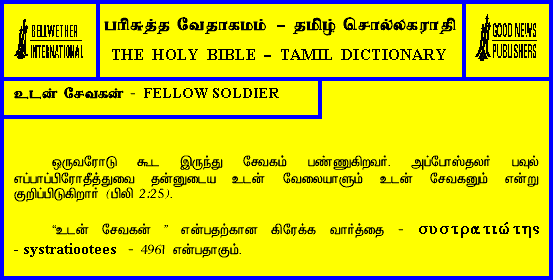 BELLWETHER
INTERNATIONAL
பரிசுத்த வேதாகமம் – தமிழ் சொல்லகராதி
THE HOLY BIBLE – TAMIL DICTIONARY
GOOD NEWS
PUBLISHERS
உடன் சேவகன் - FELLOW SOLDIER
ஒருவரோடு கூட இருந்து சேவகம் பண்ணுகிறவர். அப்போஸ்தலர் பவுல்
எப்பாப்பிரோதீத்துவை தன்னுடைய உடன் வேலையாளும் உடன் சேவகனும் என்று
குறிப்பிடுகிறார் (பிலி 2:25).
“உடன் சேவகன் ” என்பதற்கான கிரேக்க வார்த்தை - συστρατιώτης
- systratiootees - 4961 என்பதாகும்.